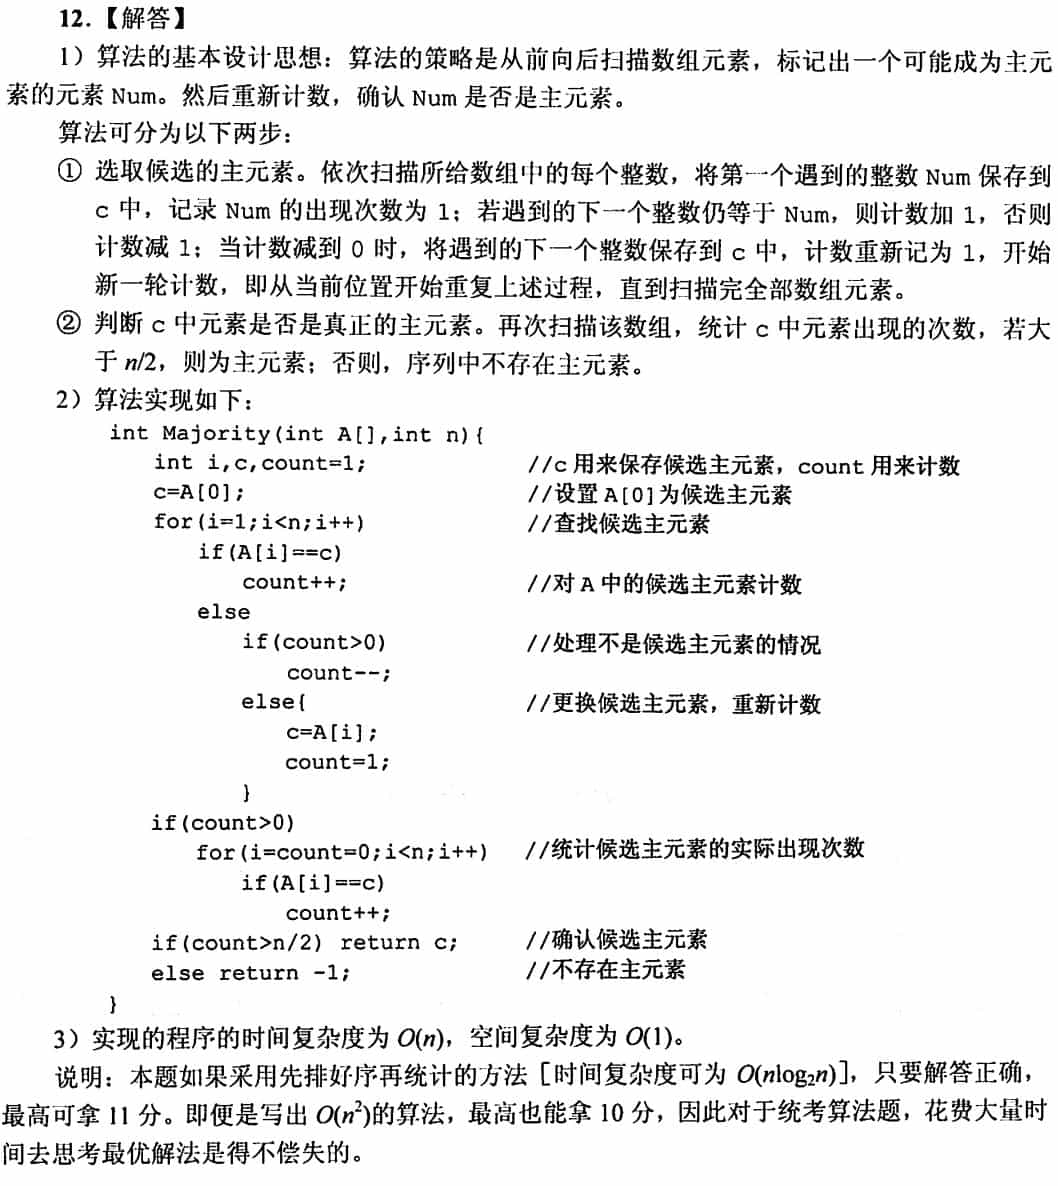 12.【解答】
1）算法的基本设计思想：算法的策略是从前向后扫描数组元素，标记出一个可能成为主元
素的元素 Num。然后重新计数，确认 Num 是否是主元素。
算法可分为以下两步：
① 选取候选的主元素。依次扫描所给数组中的每个整数，将第一个遇到的整数 Num 保存到
c 中，记录 Num 的出现次数为 1；若遇到的下一个整数仍等于 Num，则计数加 1，否则
计数减 1；当计数减到 0 时，将遇到的下一个整数保存到 c 中，计数重新记为 1，开始
新一轮计数，即从当前位置开始重复上述过程，直到扫描完全部数组元素。
② 判断 c 中元素是否是真正的主元素。再次扫描该数组，统计 c 中元素出现的次数，若大
于 n/2，则为主元素；否则，序列中不存在主元素。
2）算法实现如下：
int Majority(int A[],int n){
int i,c,count=1; //c 用来保存候选主元素，count 用来计数
c=A[0]; //设置 A[0]为候选主元素
for(i=1;i<n;i++) //查找候选主元素
if(A[i]==c)
count++; //对 A 中的候选主元素计数
else
if(count>0) //处理不是候选主元素的情况
count--;
else{ //更换候选主元素，重新计数
c=A[i];
count=1;
}
if(count>0)
for(i=count=0;i<n;i++) //统计候选主元素的实际出现次数
if(A[i]==c)
count++;
if(count>n/2) return c; //确认候选主元素
else return -1; //不存在主元素
}
3）实现的程序的时间复杂度为 O(n)，空间复杂度为 O(1)。
说明：本题如果采用先排好序再统计的方法［时间复杂度可为 O(nlog₂n)］，只要解答正确，
最高可拿 11 分。即便是写出 O(n²)的算法，最高也能拿 10 分，因此对于统考算法题，花费大量时
间去思考最优解法是得不偿失的。